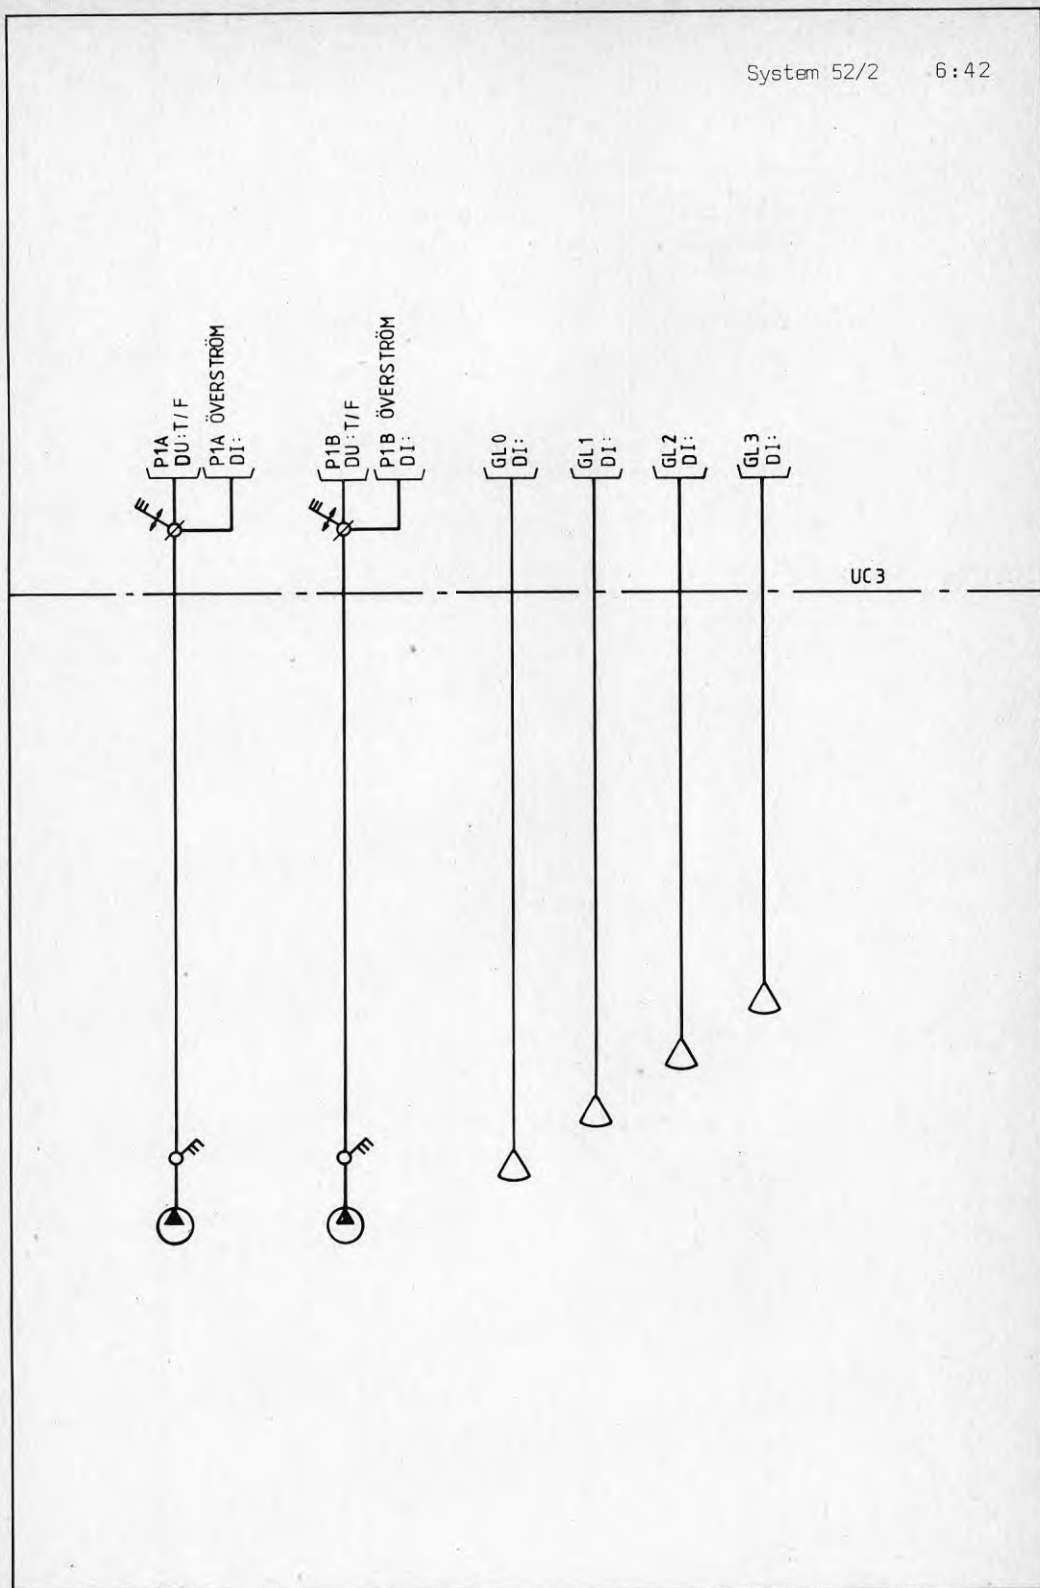 System 52/2 6:42
P1A
DU:T/F
P1A ÖVERSTRÖM
DI:
P1B
DU:T/F
P1B ÖVERSTRÖM
DI:
GL0
DI:
GL1
DI:
GL2
DI:
GL3
DI:
UC3